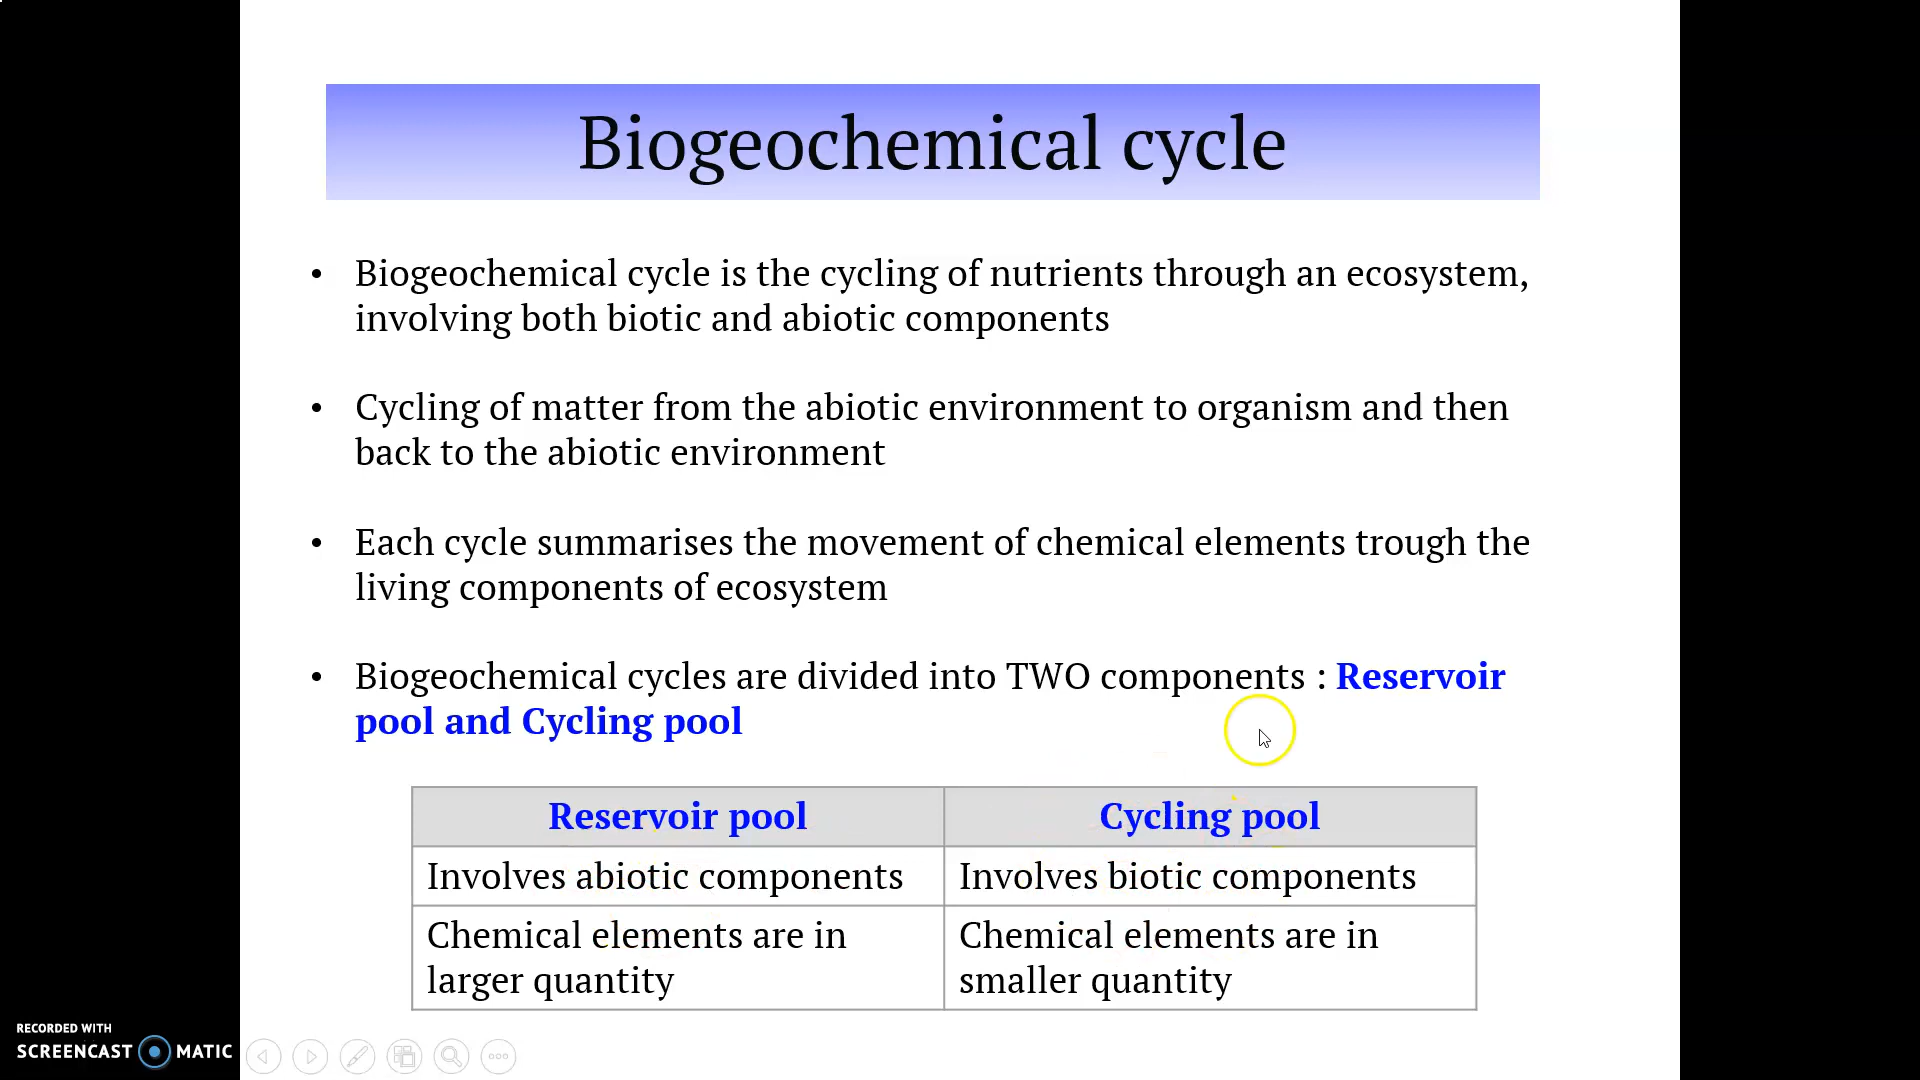 Biogeochemical cycle
• Biogeochemical cycle is the cycling of nutrients through an ecosystem,
involving both biotic and abiotic components
• Cycling of matter from the abiotic environment to organism and then
back to the abiotic environment
• Each cycle summarises the movement of chemical elements trough the
living components of ecosystem
• Biogeochemical cycles are divided into TWO components : Reservoir
pool and Cycling pool
Reservoir pool
Cycling pool
Involves abiotic components
Involves biotic components
Chemical elements are in
larger quantity
Chemical elements are in
smaller quantity
RECORDED WITH
SCREENCAST MATIC